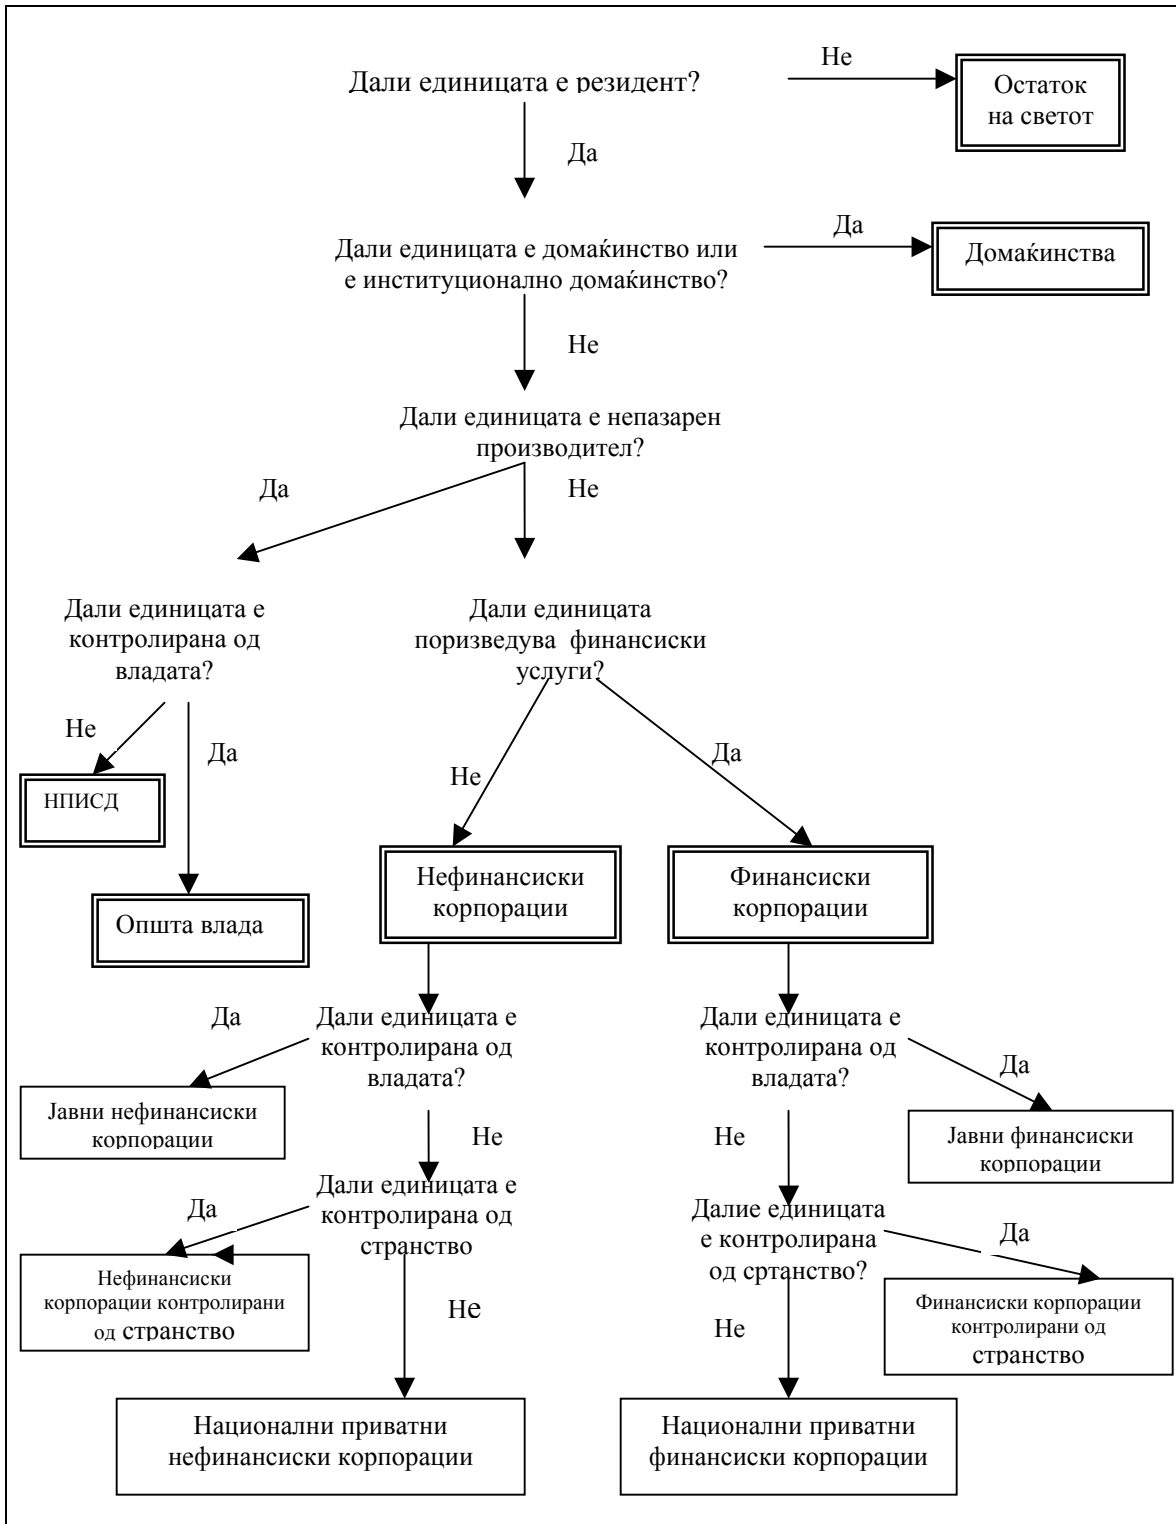 Не
Дали единицата е резидент?
Остаток
на светот
Да
Дали единицата е домаќинство или
е институционално домаќинство?
Да
Домаќинства
Не
Дали единицата е непазарен
производител?
Да
Не
Дали единицата е
контролирана од
владата?
Дали единицата
поризведува финансиски
услуги?
Не
Да
Не
Да
НПИСД
Општа влада
Нефинансиски
корпорации
Финансиски
корпорации
Да
Дали единицата е
контролирана од
владата?
Дали единицата е
контролирана од
владата?
Да
Јавни нефинансиски
корпорации
Не
Не
Јавни финансиски
корпорации
Да
Дали единицата е
контролирана од
странство
Далие единицата
е контролирана
од сртанство?
Да
Нефинансиски
корпорации контролирани
од странство
Не
Не
Финансиски корпорации
контролирани од
странство
Национални приватни
нефинансиски корпорации
Национални приватни
финансиски корпорации